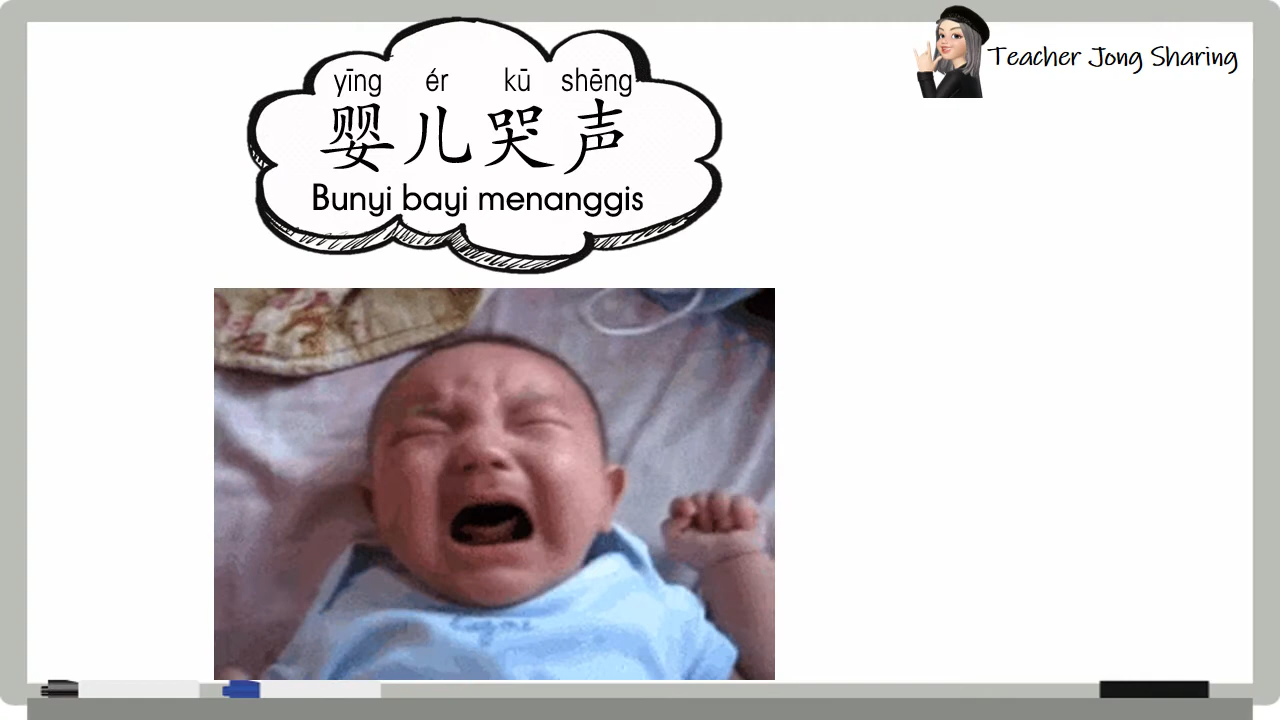 yīng ér kū shēng
婴儿哭声
Bunyi bayi menanggis
Teacher Jong Sharing